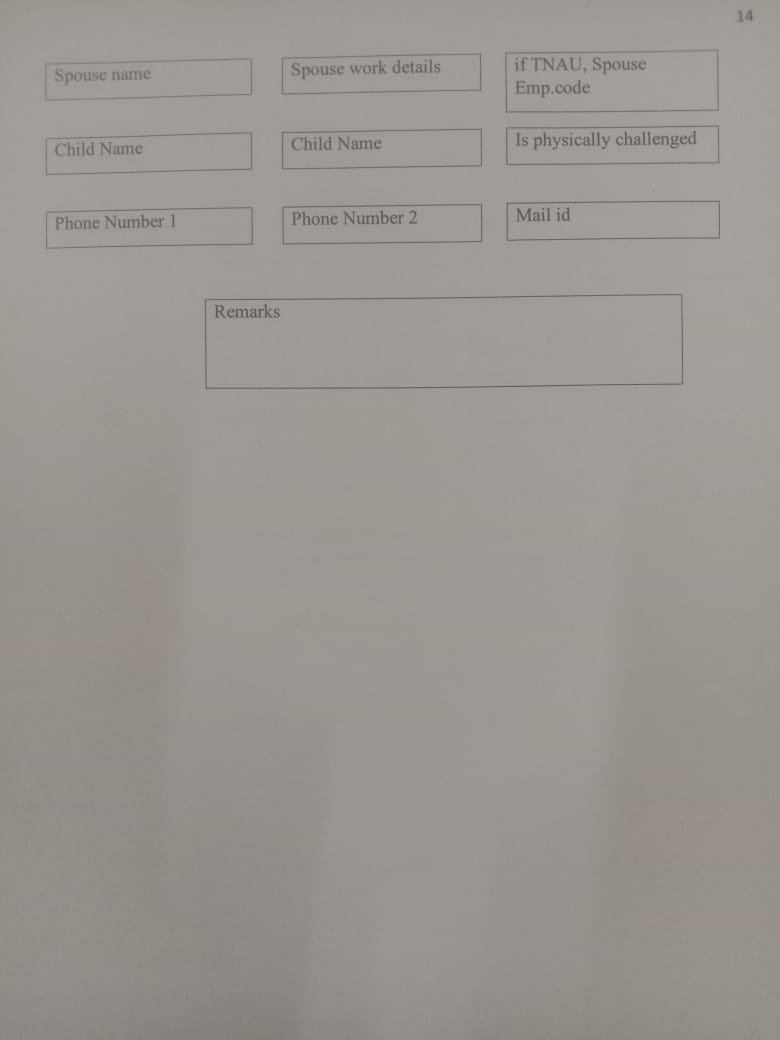 14
Spouse name
Spouse work details
if TNAU, Spouse
Emp.code
Child Name
Child Name
Is physically challenged
Phone Number 1
Phone Number 2
Mail id
Remarks